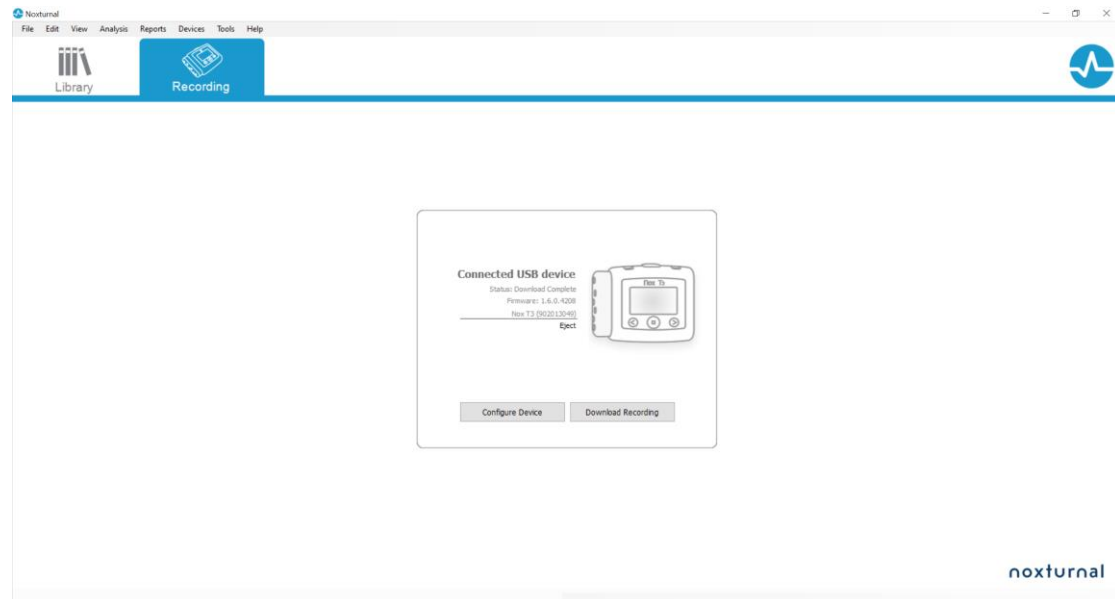 Noxturnal
File Edit View Analysis Reports Devices Tools Help
Library Recording
Connected USB device
Status: Download Complete
Firmware: 1.6.0.4208
Nox T3 (902013049)
Eject
Nox T3
Configure Device Download Recording
noxturnal